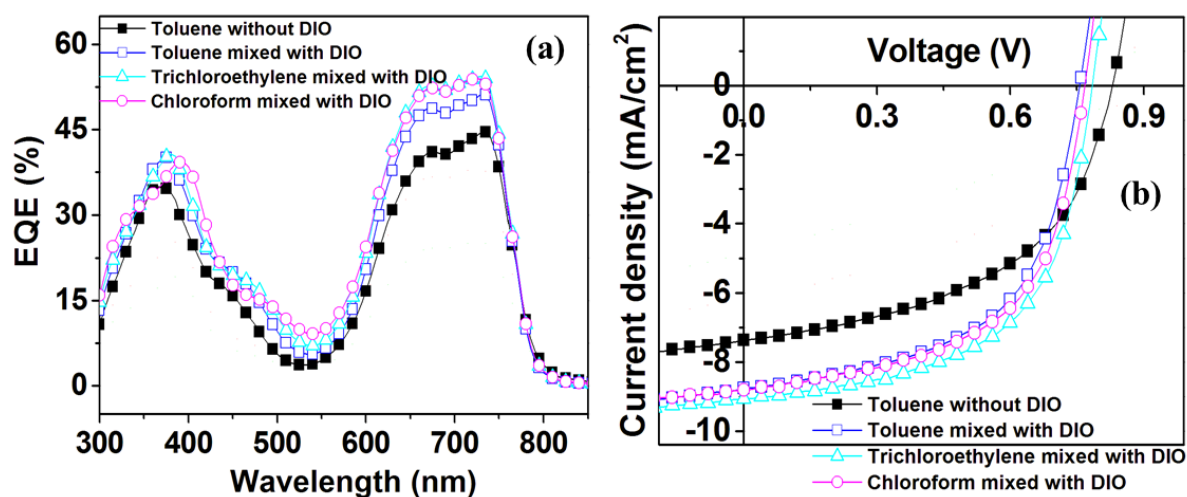 Toluene without DIO
Toluene mixed with DIO
Trichloroethylene mixed with DIO
Chloroform mixed with DIO
(a)
60
45
30
15
0
EQE (%)
300 400 500 600 700 800
Wavelength (nm)
Voltage (V)
0
-2
-4
-6
-8
-10
0.0 0.3 0.6 0.9
Current density (mA/cm²)
(b)
Toluene without DIO
Toluene mixed with DIO
Trichloroethylene mixed with DIO
Chloroform mixed with DIO